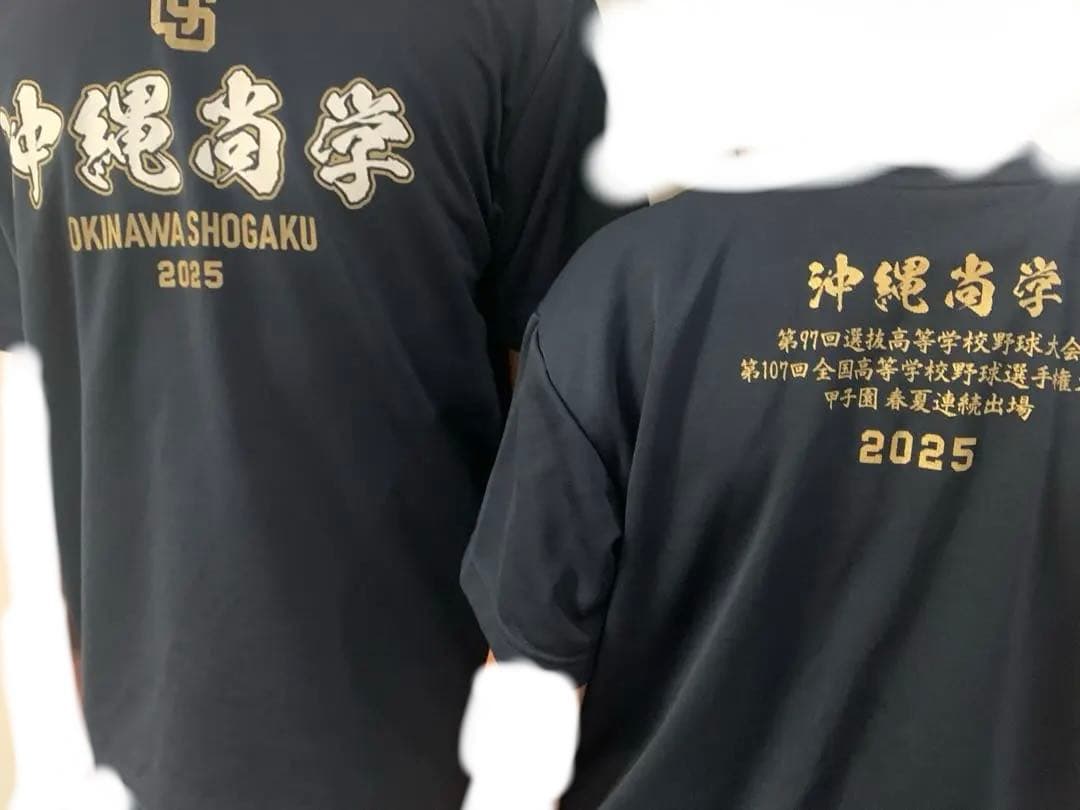 沖縄尚学
OKINAWA SHOGAKU
2025
沖縄尚学
第97回選抜高等学校野球大会
第107回全国高等学校野球選手権
甲子園 春夏連続出場
2025